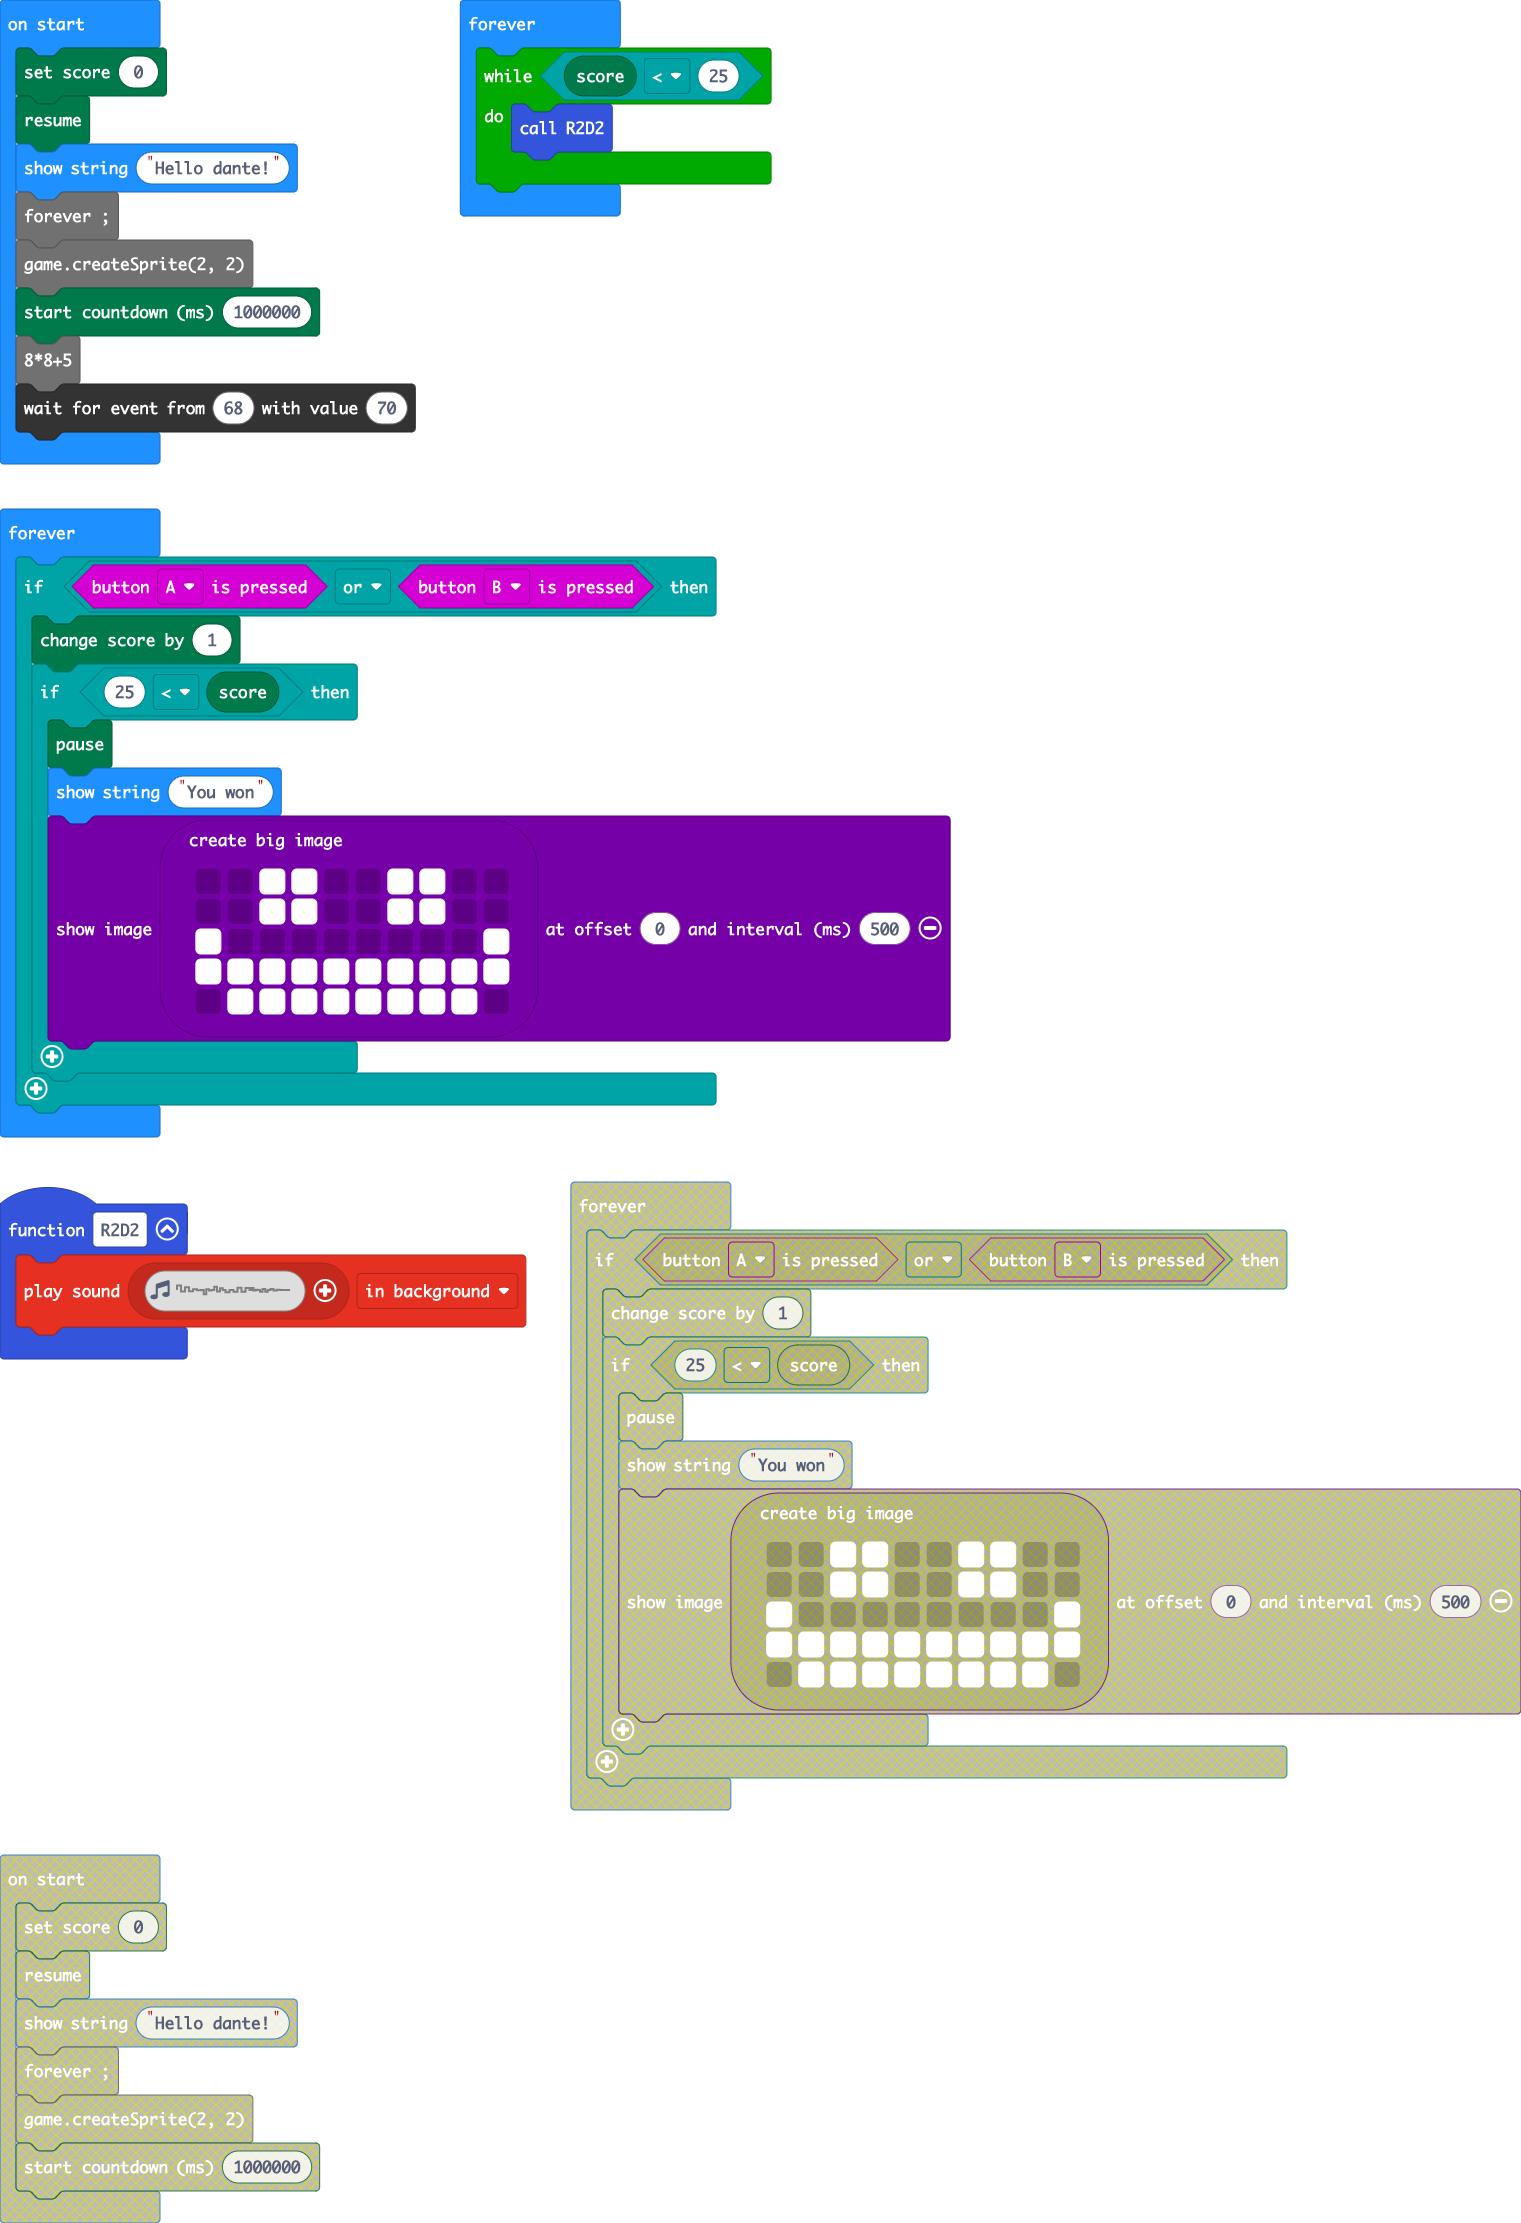 on start
set score 0
resume
show string "Hello dante!"
forever ;
game.createSprite(2, 2)
start countdown (ms) 1000000
8*8+5
wait for event from 68 with value 70
forever
while score < 25
do call R2D2
forever
if button A is pressed or button B is pressed then
change score by 1
if 25 < score then
pause
show string "You won"
create big image
show image at offset 0 and interval (ms) 500
function R2D2
play sound in background
forever
if button A is pressed or button B is pressed then
change score by 1
if 25 < score then
pause
show string "You won"
create big image
show image at offset 0 and interval (ms) 500
on start
set score 0
resume
show string "Hello dante!"
forever ;
game.createSprite(2, 2)
start countdown (ms) 1000000